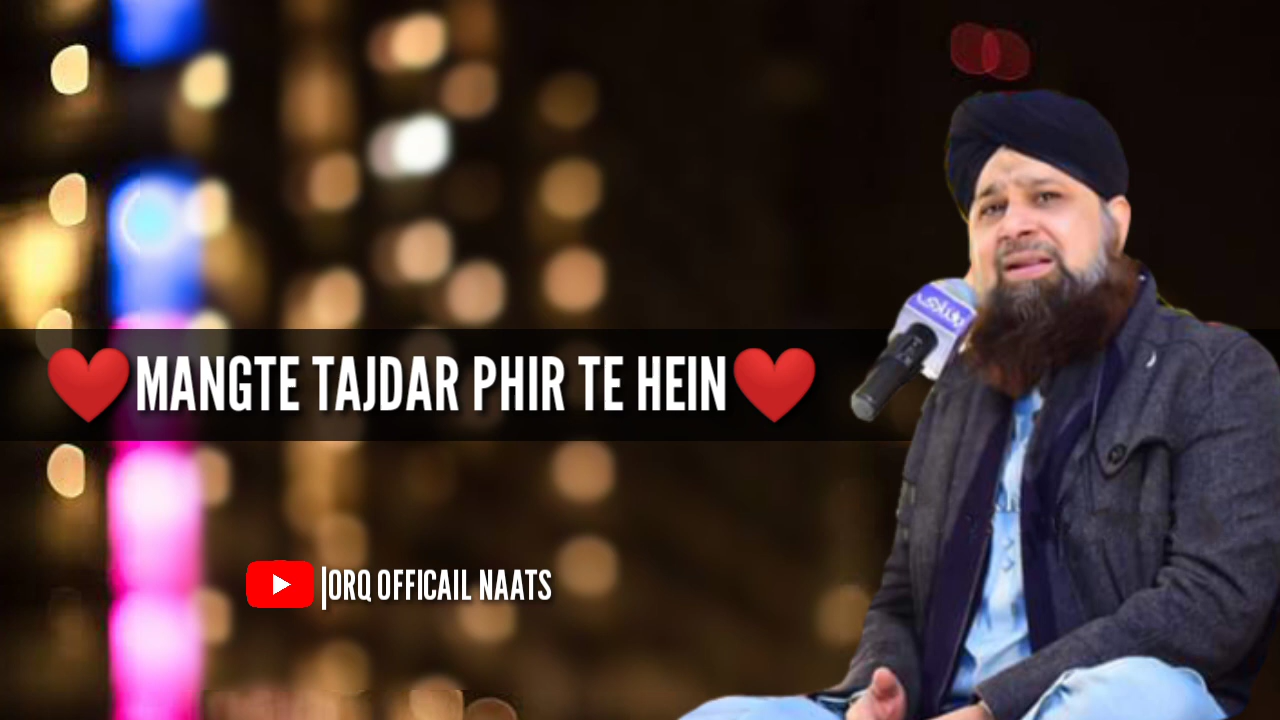 ❤MANGTE TAJDAR PHIR TE HEIN❤
|ORQ OFFICAIL NAATS